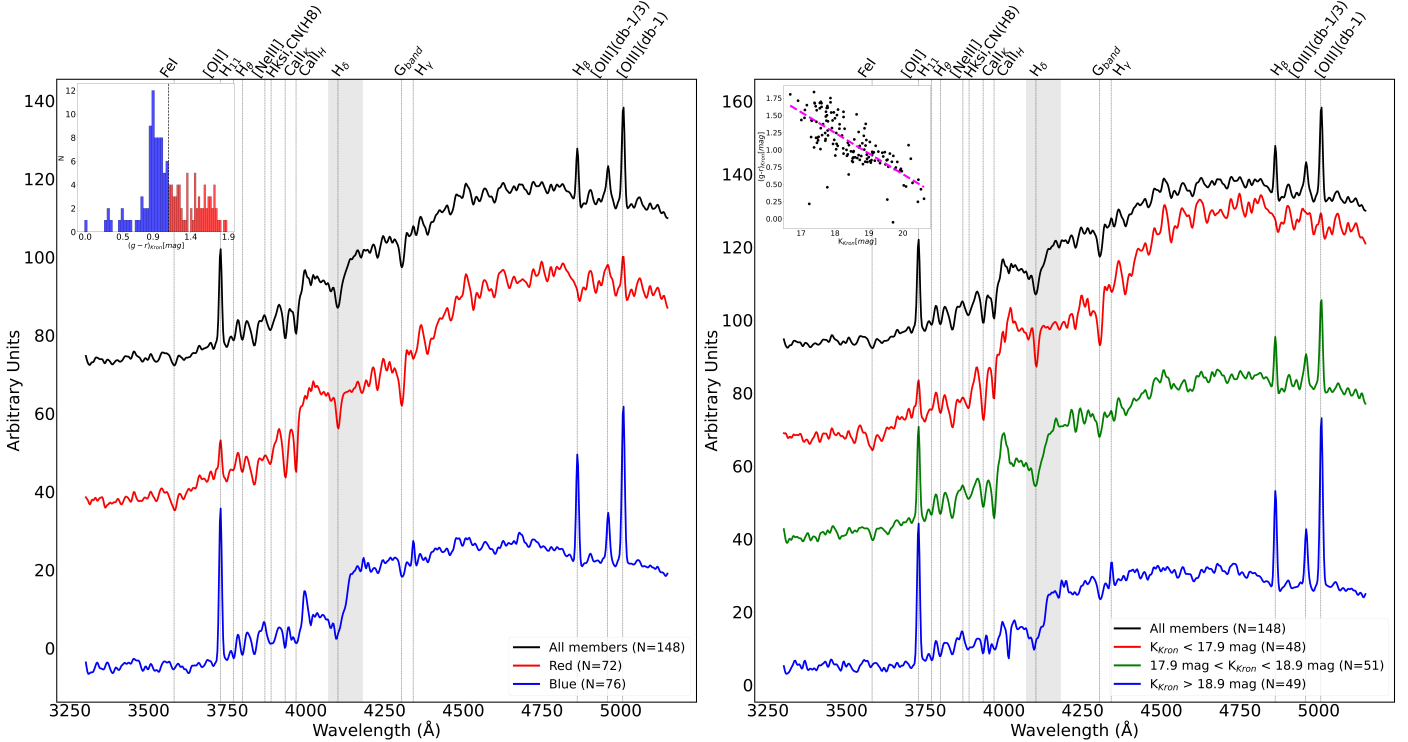 FeI
[OII]
H11
Hθ
[NeIII]
Hksi,CN(H8)
CaIIK
CaIIH
Hδ
Gband
Hγ
Hβ
[OIII](db-1/3)
[OIII](db-1)
140
120
100
80
60
40
20
0
Arbitrary Units
12
10
8
6
4
2
0
N
0.0 0.5 0.9 1.4 1.9
(g − r)Kron[mag]
All members (N=148)
Red (N=72)
Blue (N=76)
3250 3500 3750 4000 4250 4500 4750 5000
Wavelength (Å)
FeI
[OII]
H11
Hθ
[NeIII]
Hksi,CN(H8)
CaIIK
CaIIH
Hδ
Gband
Hγ
Hβ
[OIII](db-1/3)
[OIII](db-1)
160
140
120
100
80
60
40
20
0
Arbitrary Units
1.75
1.50
1.25
1.00
0.75
0.50
0.25
0.00
(g-r)Kron[mag]
17 18 19 20
KKron[mag]
All members (N=148)
KKron < 17.9 mag (N=48)
17.9 mag < KKron < 18.9 mag (N=51)
KKron > 18.9 mag (N=49)
3250 3500 3750 4000 4250 4500 4750 5000
Wavelength (Å)